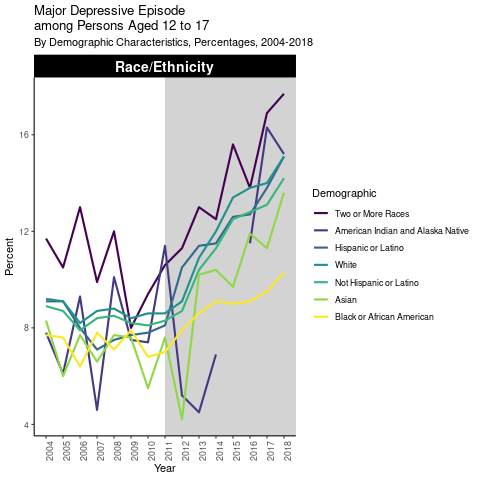 Major Depressive Episode
among Persons Aged 12 to 17
By Demographic Characteristics, Percentages, 2004-2018
Race/Ethnicity
16
12
8
4
Percent
2004
2005
2006
2007
2008
2009
2010
2011
2012
2013
2014
2015
2016
2017
2018
Year
Demographic
Two or More Races
American Indian and Alaska Native
Hispanic or Latino
White
Not Hispanic or Latino
Asian
Black or African American